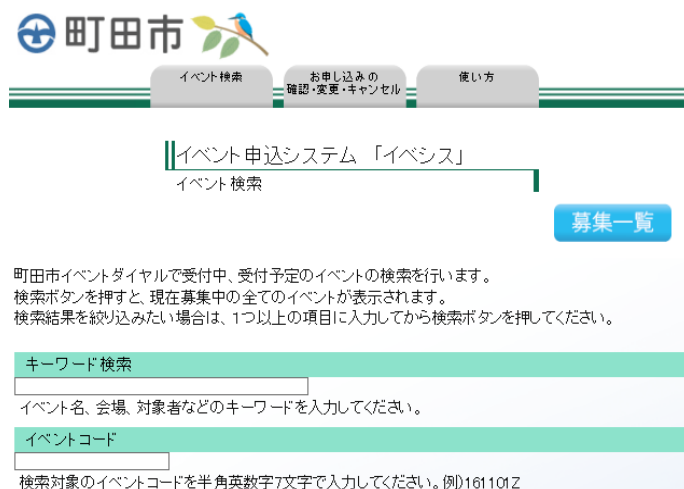 町田市
イベント検索
お申し込みの
確認・変更・キャンセル
使い方
イベント申込システム 「イベシス」
イベント検索
募集一覧
町田市イベントダイヤルで受付中、受付予定のイベントの検索を行います。
検索ボタンを押すと、現在募集中の全てのイベントが表示されます。
検索結果を絞り込みたい場合は、1つ以上の項目に入力してから検索ボタンを押してください。
キーワード検索
イベント名、会場、対象者などのキーワードを入力してください。
イベントコード
検索対象のイベントコードを半角英数字7文字で入力してください。例)161101Z